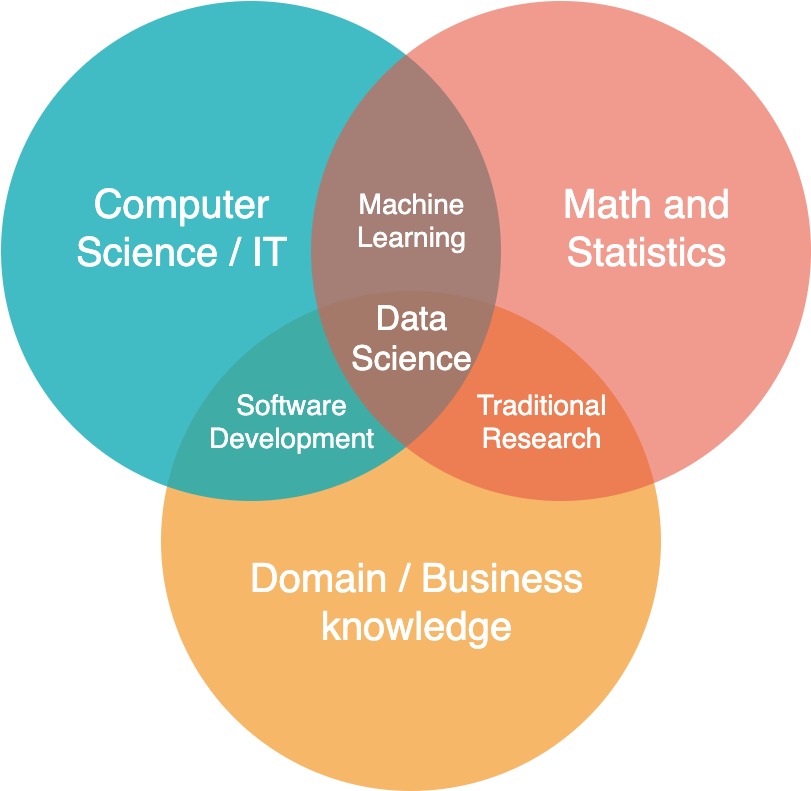 Computer
Science / IT
Machine
Learning
Math and
Statistics
Data
Science
Software
Development
Traditional
Research
Domain / Business
knowledge